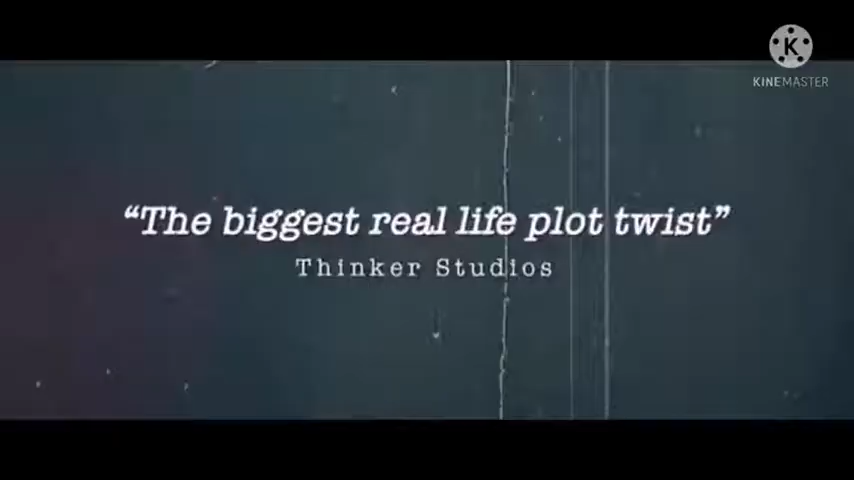 K
KINEMASTER
“The biggest real life plot twist”
Thinker Studios